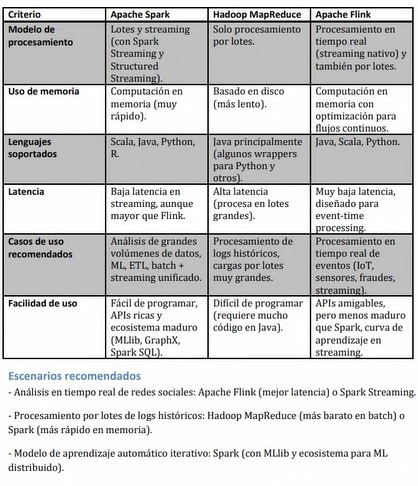 Criterio Apache Spark Hadoop MapReduce Apache Flink
Modelo de procesamiento
Lotes y streaming
(con Spark
Streaming y
Structured
Streaming).
Solo procesamiento
por lotes.
Procesamiento en
tiempo real
(streaming nativo) y
también por lotes.
Uso de memoria
Computación en
memoria (muy
rápido).
Basado en disco
(más lento).
Computación en
memoria con
optimización para
flujos continuos.
Lenguajes
soportados
Scala, Java, Python,
R.
Java principalmente
(algunos wrappers
para Python y
otros).
Java, Scala, Python.
Latencia
Baja latencia en
streaming, aunque
mayor que Flink.
Alta latencia
(procesa en lotes
grandes).
Muy baja latencia,
diseñado para
event-time
processing.
Casos de uso
recomendados
Análisis de grandes
volúmenes de datos,
ML, ETL, batch +
streaming unificado.
Procesamiento de
logs históricos,
cargas por lotes
muy grandes.
Procesamiento en
tiempo real de
eventos (IoT,
sensores, fraudes,
streaming).
Facilidad de uso
Fácil de programar,
APIs ricas y
ecosistema maduro
(MLlib, GraphX,
Spark SQL).
Difícil de programar
(requiere mucho
código en Java).
APIs amigables,
pero menos maduro
que Spark, curva de
aprendizaje en
streaming.
Escenarios recomendados
- Análisis en tiempo real de redes sociales: Apache Flink (mejor latencia) o Spark Streaming.
- Procesamiento por lotes de logs históricos: Hadoop MapReduce (más barato en batch) o
Spark (más rápido en memoria).
- Modelo de aprendizaje automático iterativo: Spark (con MLlib y ecosistema para ML
distribuido).